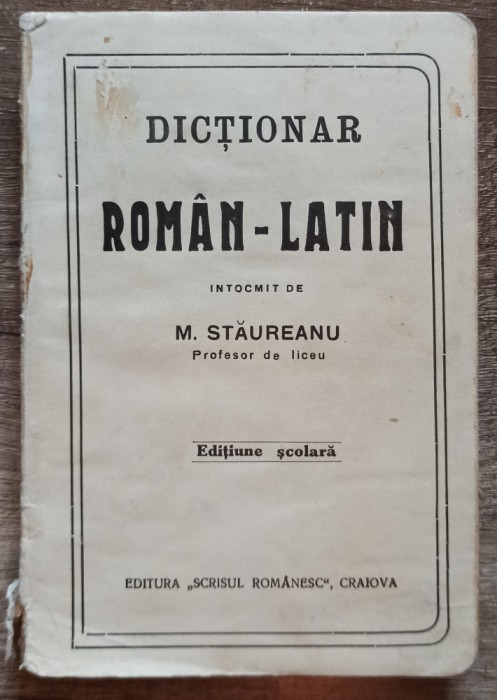 DICȚIONAR
ROMÂN-LATIN
INTOCMIT DE
M. STĂUREANU
Profesor de liceu
Edițiune școlară
EDITURA „SCRISUL ROMÂNESC“, CRAIOVA